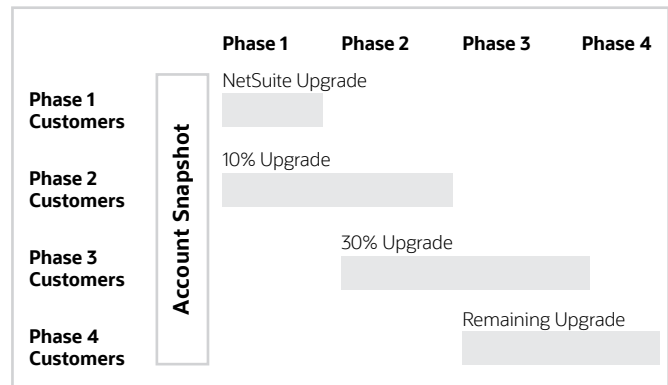 Phase 1 Phase 2 Phase 3 Phase 4
NetSuite Upgrade
Phase 1
Customers
Account Snapshot
10% Upgrade
Phase 2
Customers
30% Upgrade
Phase 3
Customers
Remaining Upgrade
Phase 4
Customers